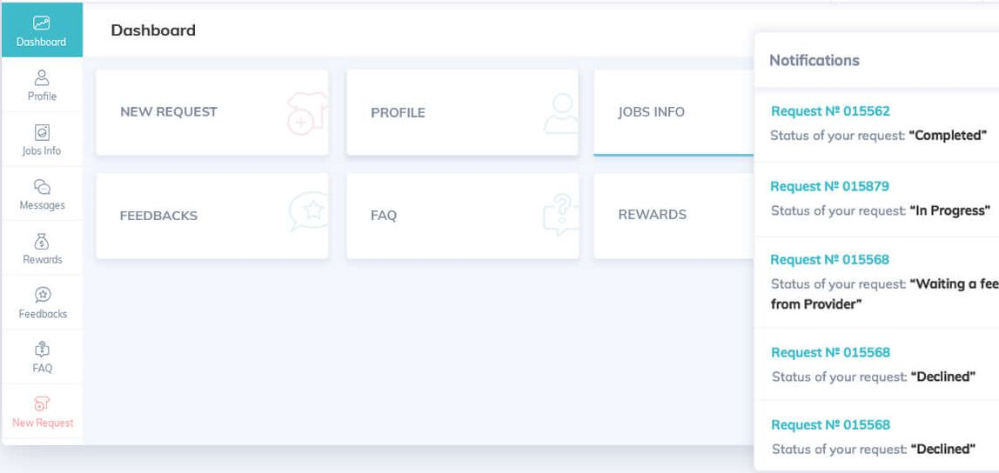 Dashboard
Profile
Jobs Info
Messages
Rewards
Feedbacks
FAQ
New Request
Dashboard
NEW REQUEST
PROFILE
JOBS INFO
FEEDBACKS
FAQ
REWARDS
Notifications
Request № 015562
Status of your request: “Completed”
Request № 015879
Status of your request: “In Progress”
Request № 015568
Status of your request: “Waiting a fee
from Provider”
Request № 015568
Status of your request: “Declined”
Request № 015568
Status of your request: “Declined”